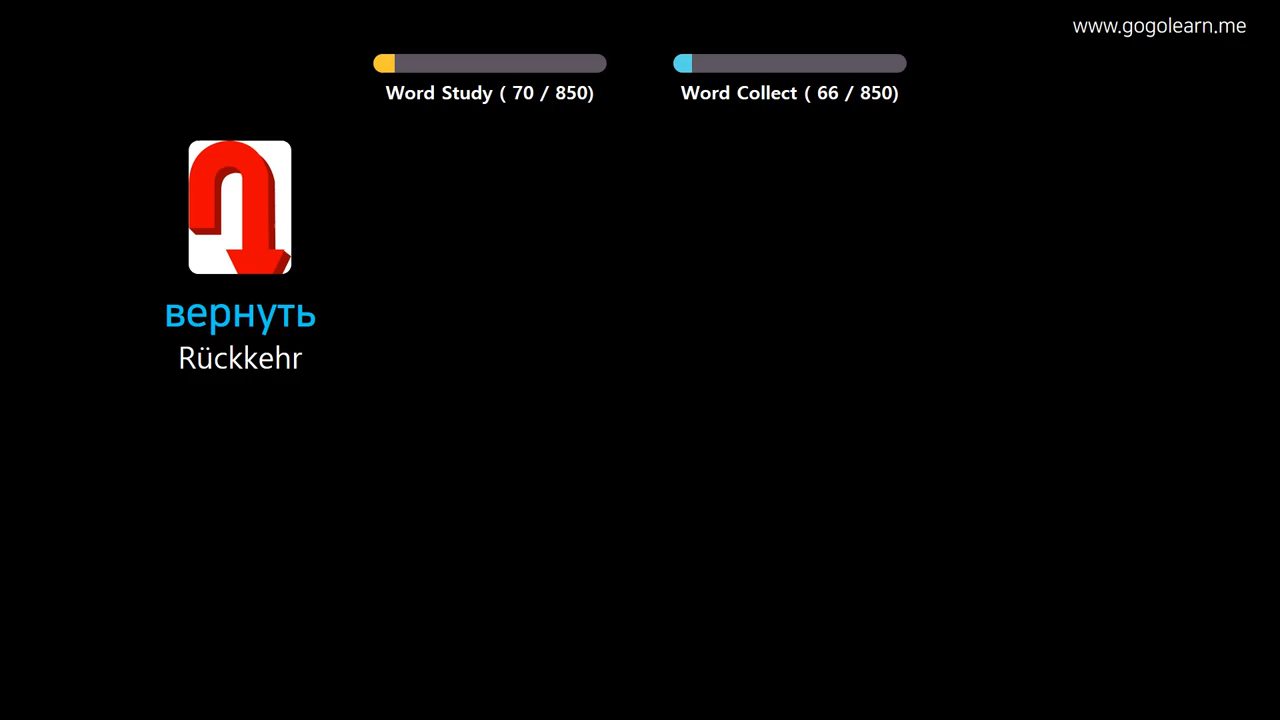 www.gogolearn.me
Word Study ( 70 / 850)
Word Collect ( 66 / 850)
вернуть
Rückkehr